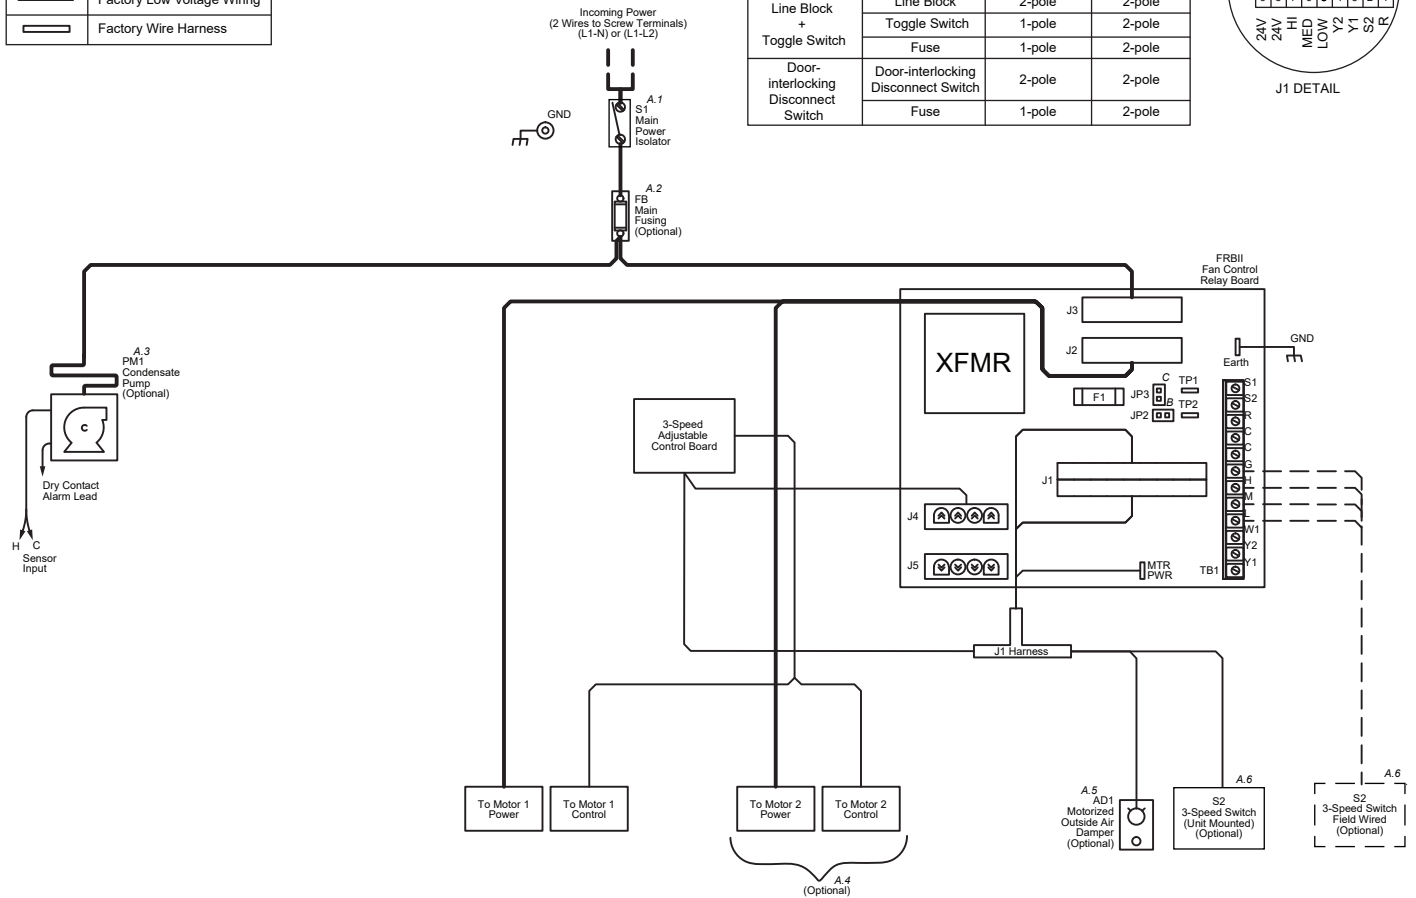 Factory Low Voltage Wiring
Factory Wire Harness
Incoming Power
(2 Wires to Screw Terminals)
(L1-N) or (L1-L2)
Line Block
+
Toggle Switch
Line Block
2-pole
2-pole
Toggle Switch
1-pole
2-pole
Fuse
1-pole
2-pole
Door-
interlocking
Disconnect
Switch
Door-interlocking
Disconnect Switch
2-pole
2-pole
Fuse
1-pole
2-pole
24V
24V
HI
MED
LOW
Y2
Y1
S2
R
J1 DETAIL
GND
A.1
S1
Main
Power
Isolator
A.2
FB
Main
Fusing
(Optional)
FRBII
Fan Control
Relay Board
A.3
PM1
Condensate
Pump
(Optional)
C
Dry Contact
Alarm Lead
H
C
Sensor
Input
3-Speed
Adjustable
Control Board
XFMR
J3
J2
GND
Earth
F1
JP3
C
TP1
B
JP2
TP2
J1
J4
J5
MTR
PWR
TB1
S1
S2
R
C
C
G
H
M
L
W1
Y2
Y1
J1 Harness
To Motor 1
Power
To Motor 1
Control
To Motor 2
Power
To Motor 2
Control
A.4
(Optional)
A.5
AD1
Motorized
Outside Air
Damper
(Optional)
A.6
S2
3-Speed Switch
(Unit Mounted)
(Optional)
A.6
S2
3-Speed Switch
Field Wired
(Optional)